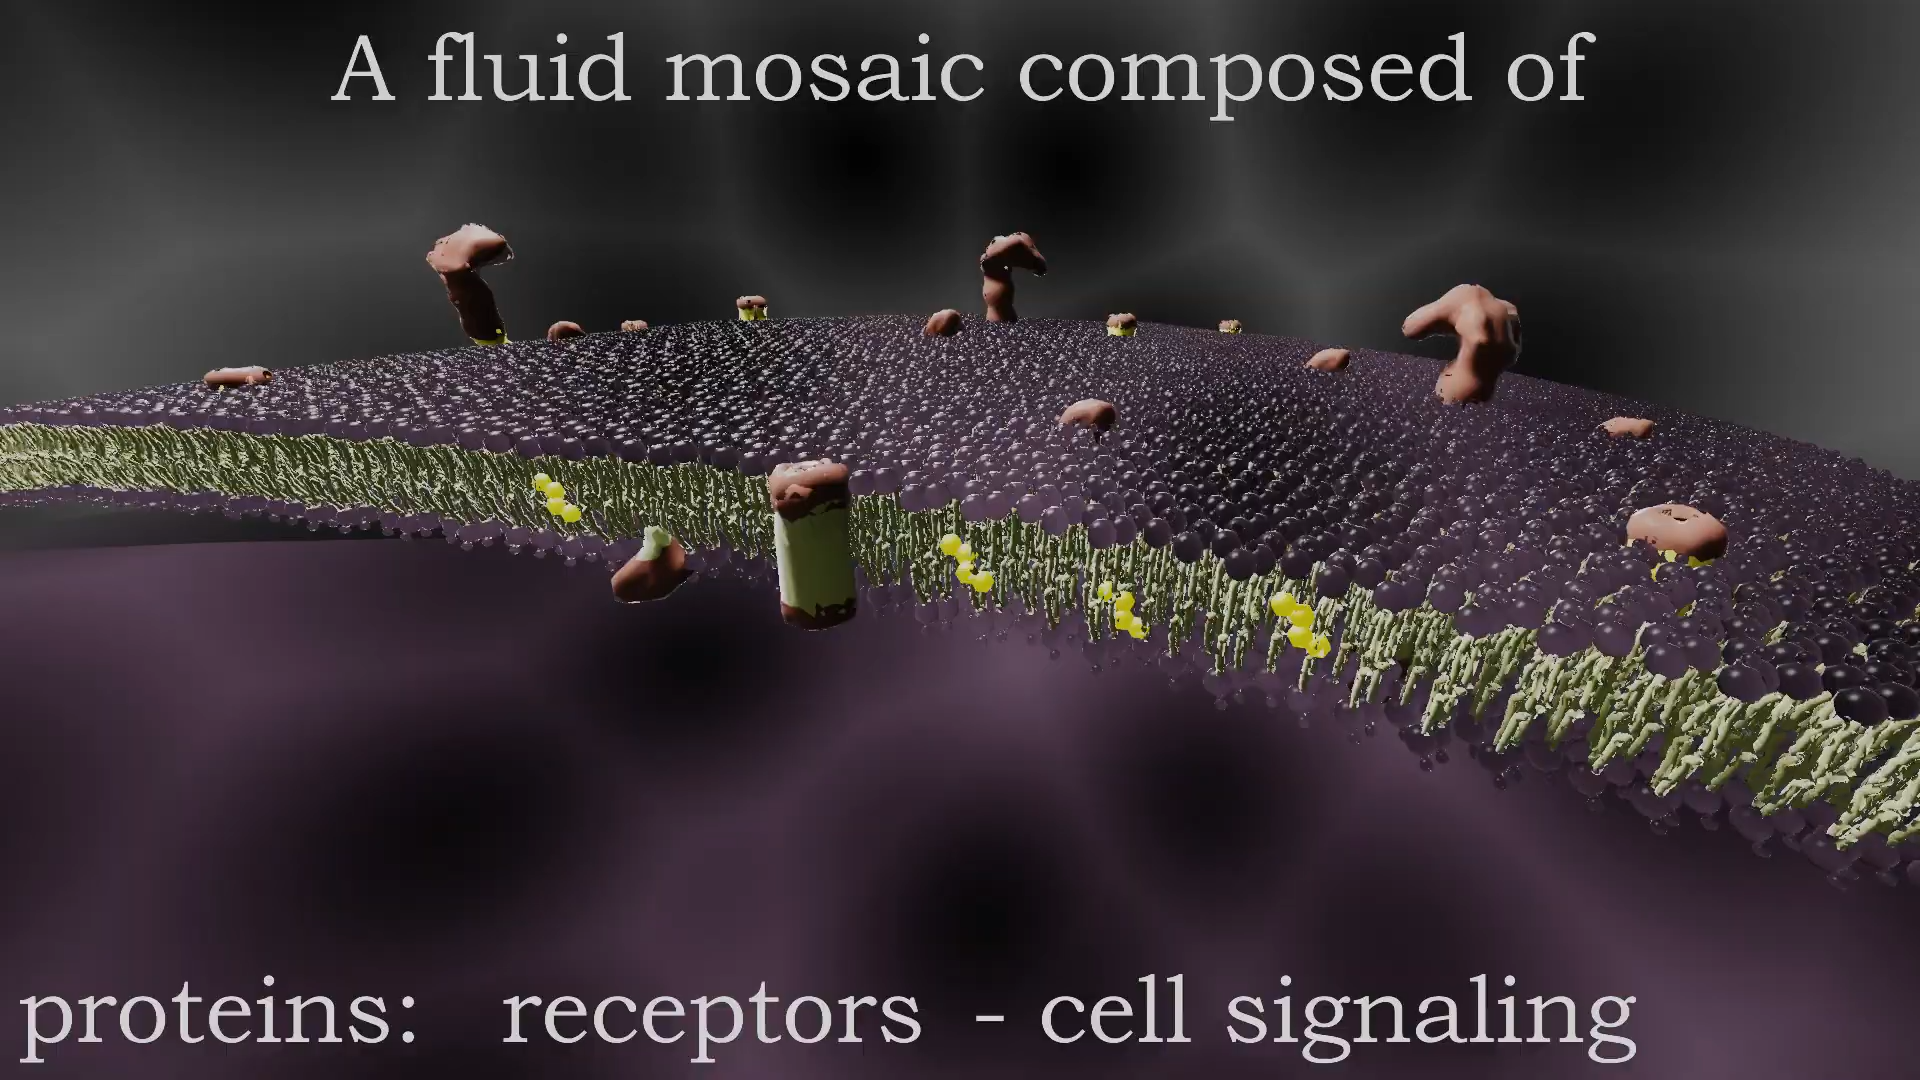 A fluid mosaic composed of
proteins: receptors - cell signaling